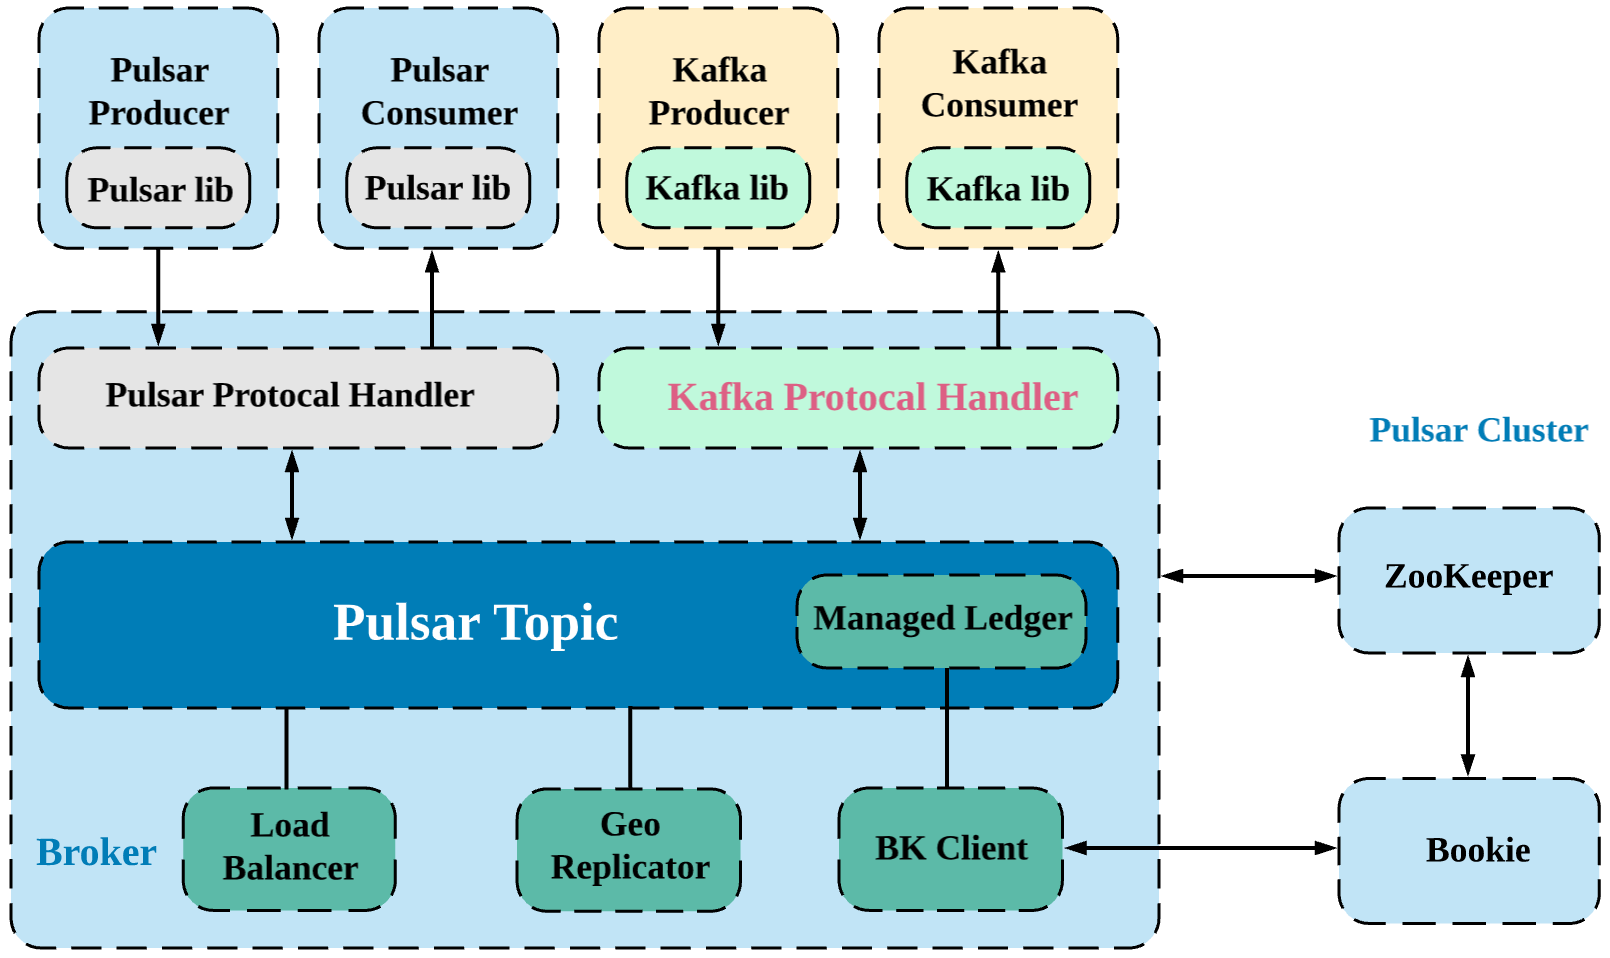 Pulsar
Producer
Pulsar lib
Pulsar
Consumer
Pulsar lib
Kafka
Producer
Kafka lib
Kafka
Consumer
Kafka lib
Pulsar Protocal Handler
Kafka Protocal Handler
Pulsar Cluster
ZooKeeper
Pulsar Topic
Managed Ledger
Broker
Load
Balancer
Geo
Replicator
BK Client
Bookie